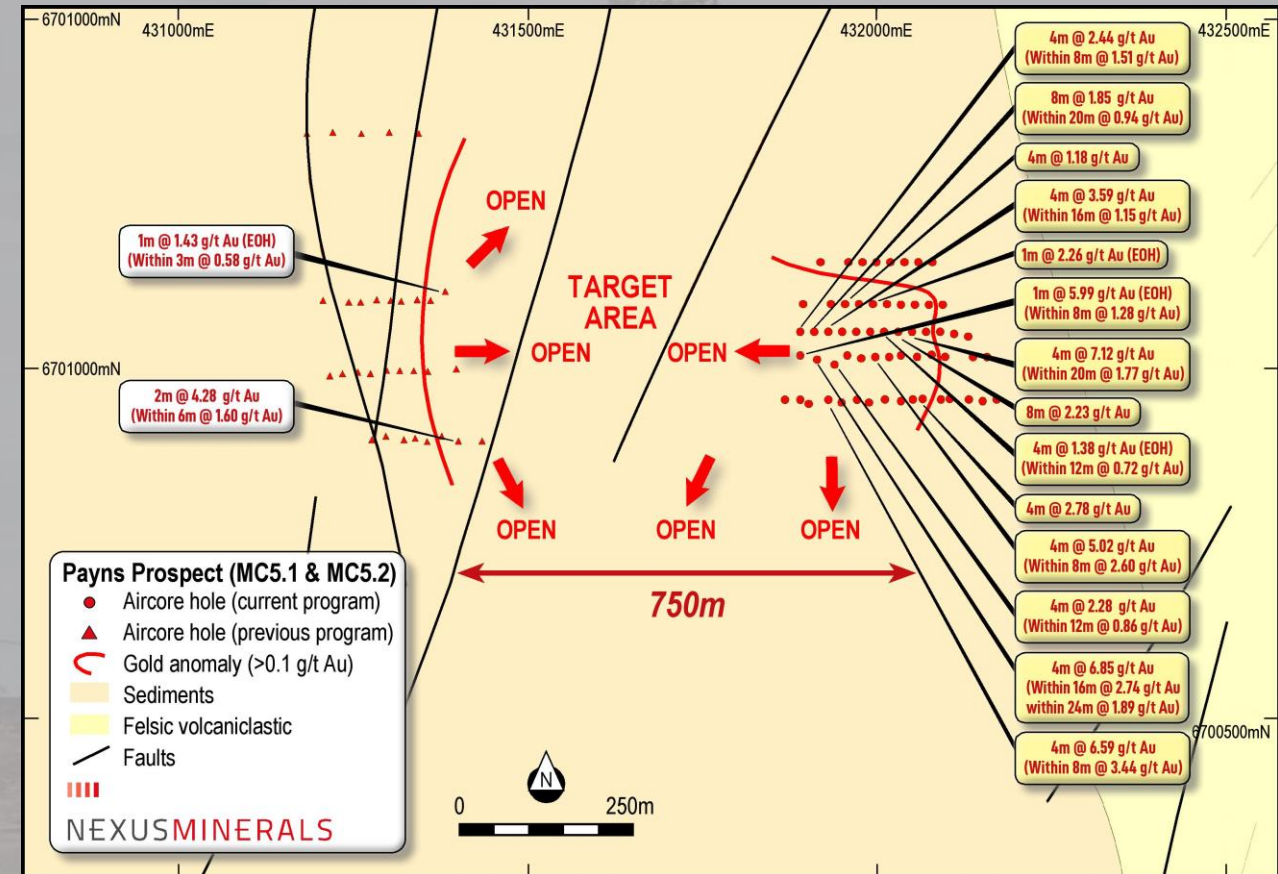 6701000mN
431000mE
431500mE
432000mE
432500mE
4m @ 2.44 g/t Au
(Within 8m @ 1.51 g/t Au)
8m @ 1.85 g/t Au
(Within 20m @ 0.94 g/t Au)
4m @ 1.18 g/t Au
4m @ 3.59 g/t Au
(Within 16m @ 1.15 g/t Au)
1m @ 2.26 g/t Au (EOH)
1m @ 5.99 g/t Au (EOH)
(Within 8m @ 1.28 g/t Au)
4m @ 7.12 g/t Au
(Within 20m @ 1.77 g/t Au)
8m @ 2.23 g/t Au
4m @ 1.38 g/t Au (EOH)
(Within 12m @ 0.72 g/t Au)
4m @ 2.78 g/t Au
4m @ 5.02 g/t Au
(Within 8m @ 2.60 g/t Au)
4m @ 2.28 g/t Au
(Within 12m @ 0.86 g/t Au)
4m @ 6.85 g/t Au
(Within 16m @ 2.74 g/t Au
within 24m @ 1.89 g/t Au)
4m @ 6.59 g/t Au
(Within 8m @ 3.44 g/t Au)
1m @ 1.43 g/t Au (EOH)
(Within 3m @ 0.58 g/t Au)
OPEN
TARGET
AREA
OPEN
OPEN
6701000mN
2m @ 4.28 g/t Au
(Within 6m @ 1.60 g/t Au)
OPEN
OPEN
OPEN
750m
6700500mN
Payns Prospect (MC5.1 & MC5.2)
Aircore hole (current program)
Aircore hole (previous program)
Gold anomaly (>0.1 g/t Au)
Sediments
Felsic volcaniclastic
Faults
NEXUSMINERALS
N
0
250m